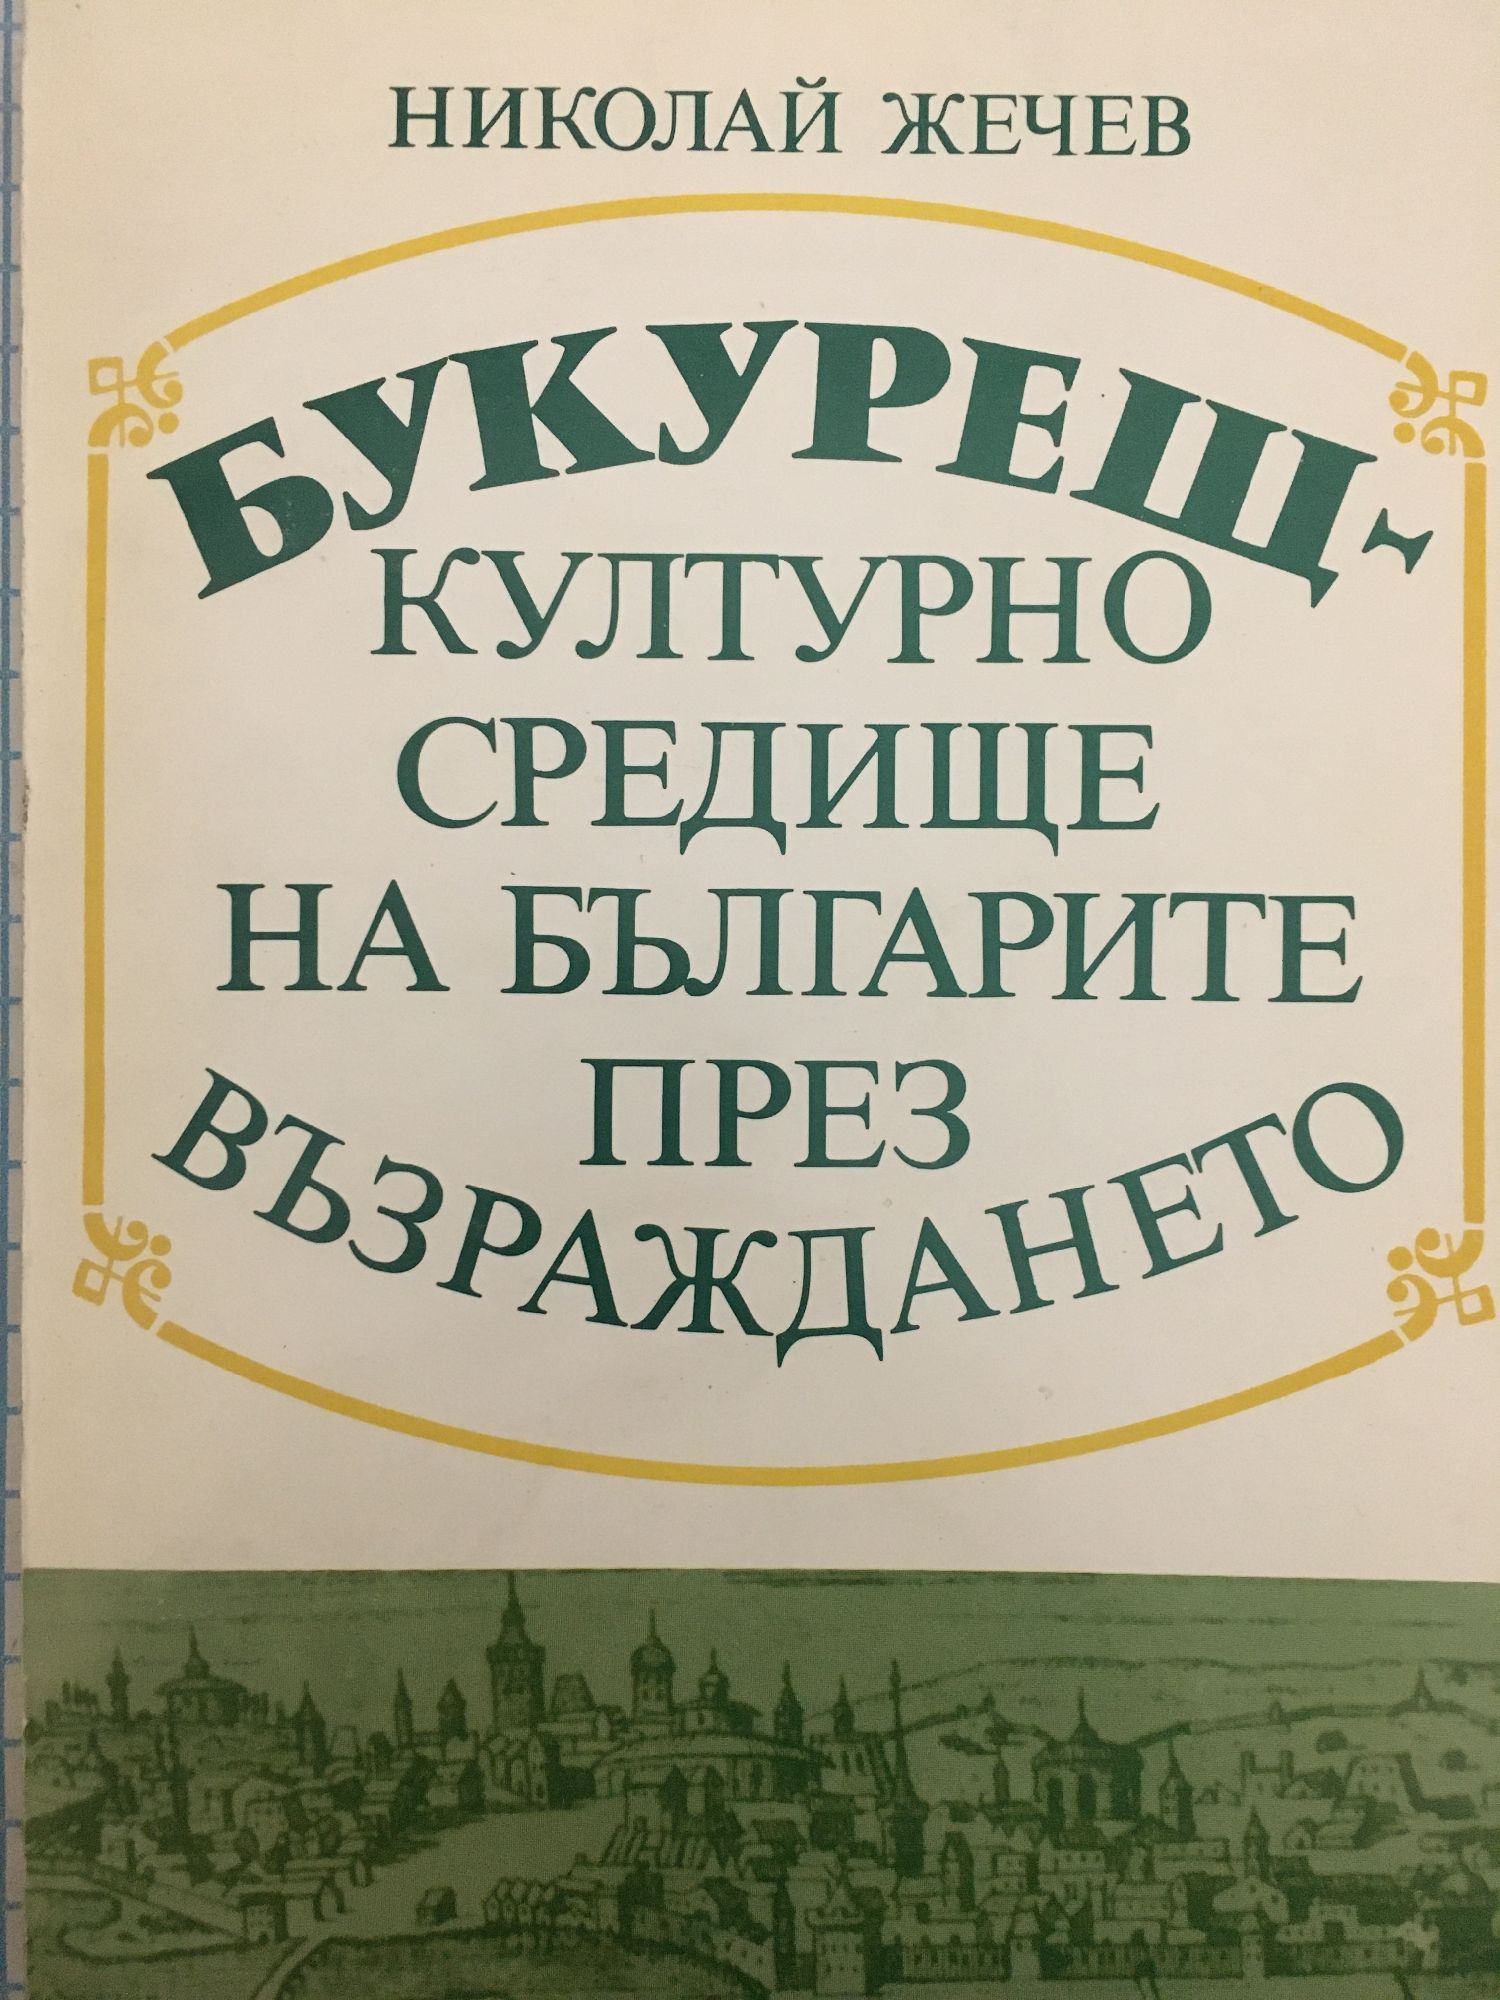 НИКОЛАЙ ЖЕЧЕВ
БУКУРЕЩ-
КУЛТУРНО
СРЕДИЩЕ
НА БЪЛГАРИТЕ
ПРЕЗ
ВЪЗРАЖДАНЕТО